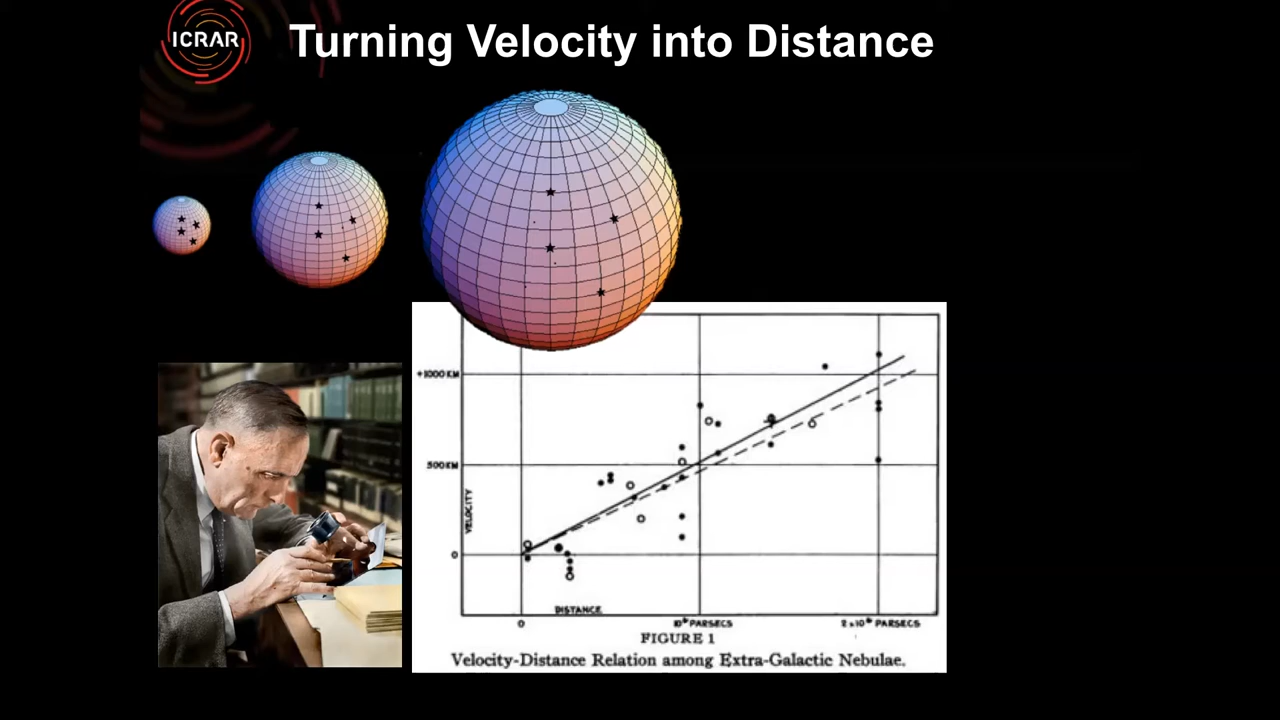 ICRAR
Turning Velocity into Distance
+1000 KM
500 KM
VELOCITY
0
DISTANCE
0
10⁶ PARSECS
2 x 10⁶ PARSECS
FIGURE 1
Velocity-Distance Relation among Extra-Galactic Nebulae.